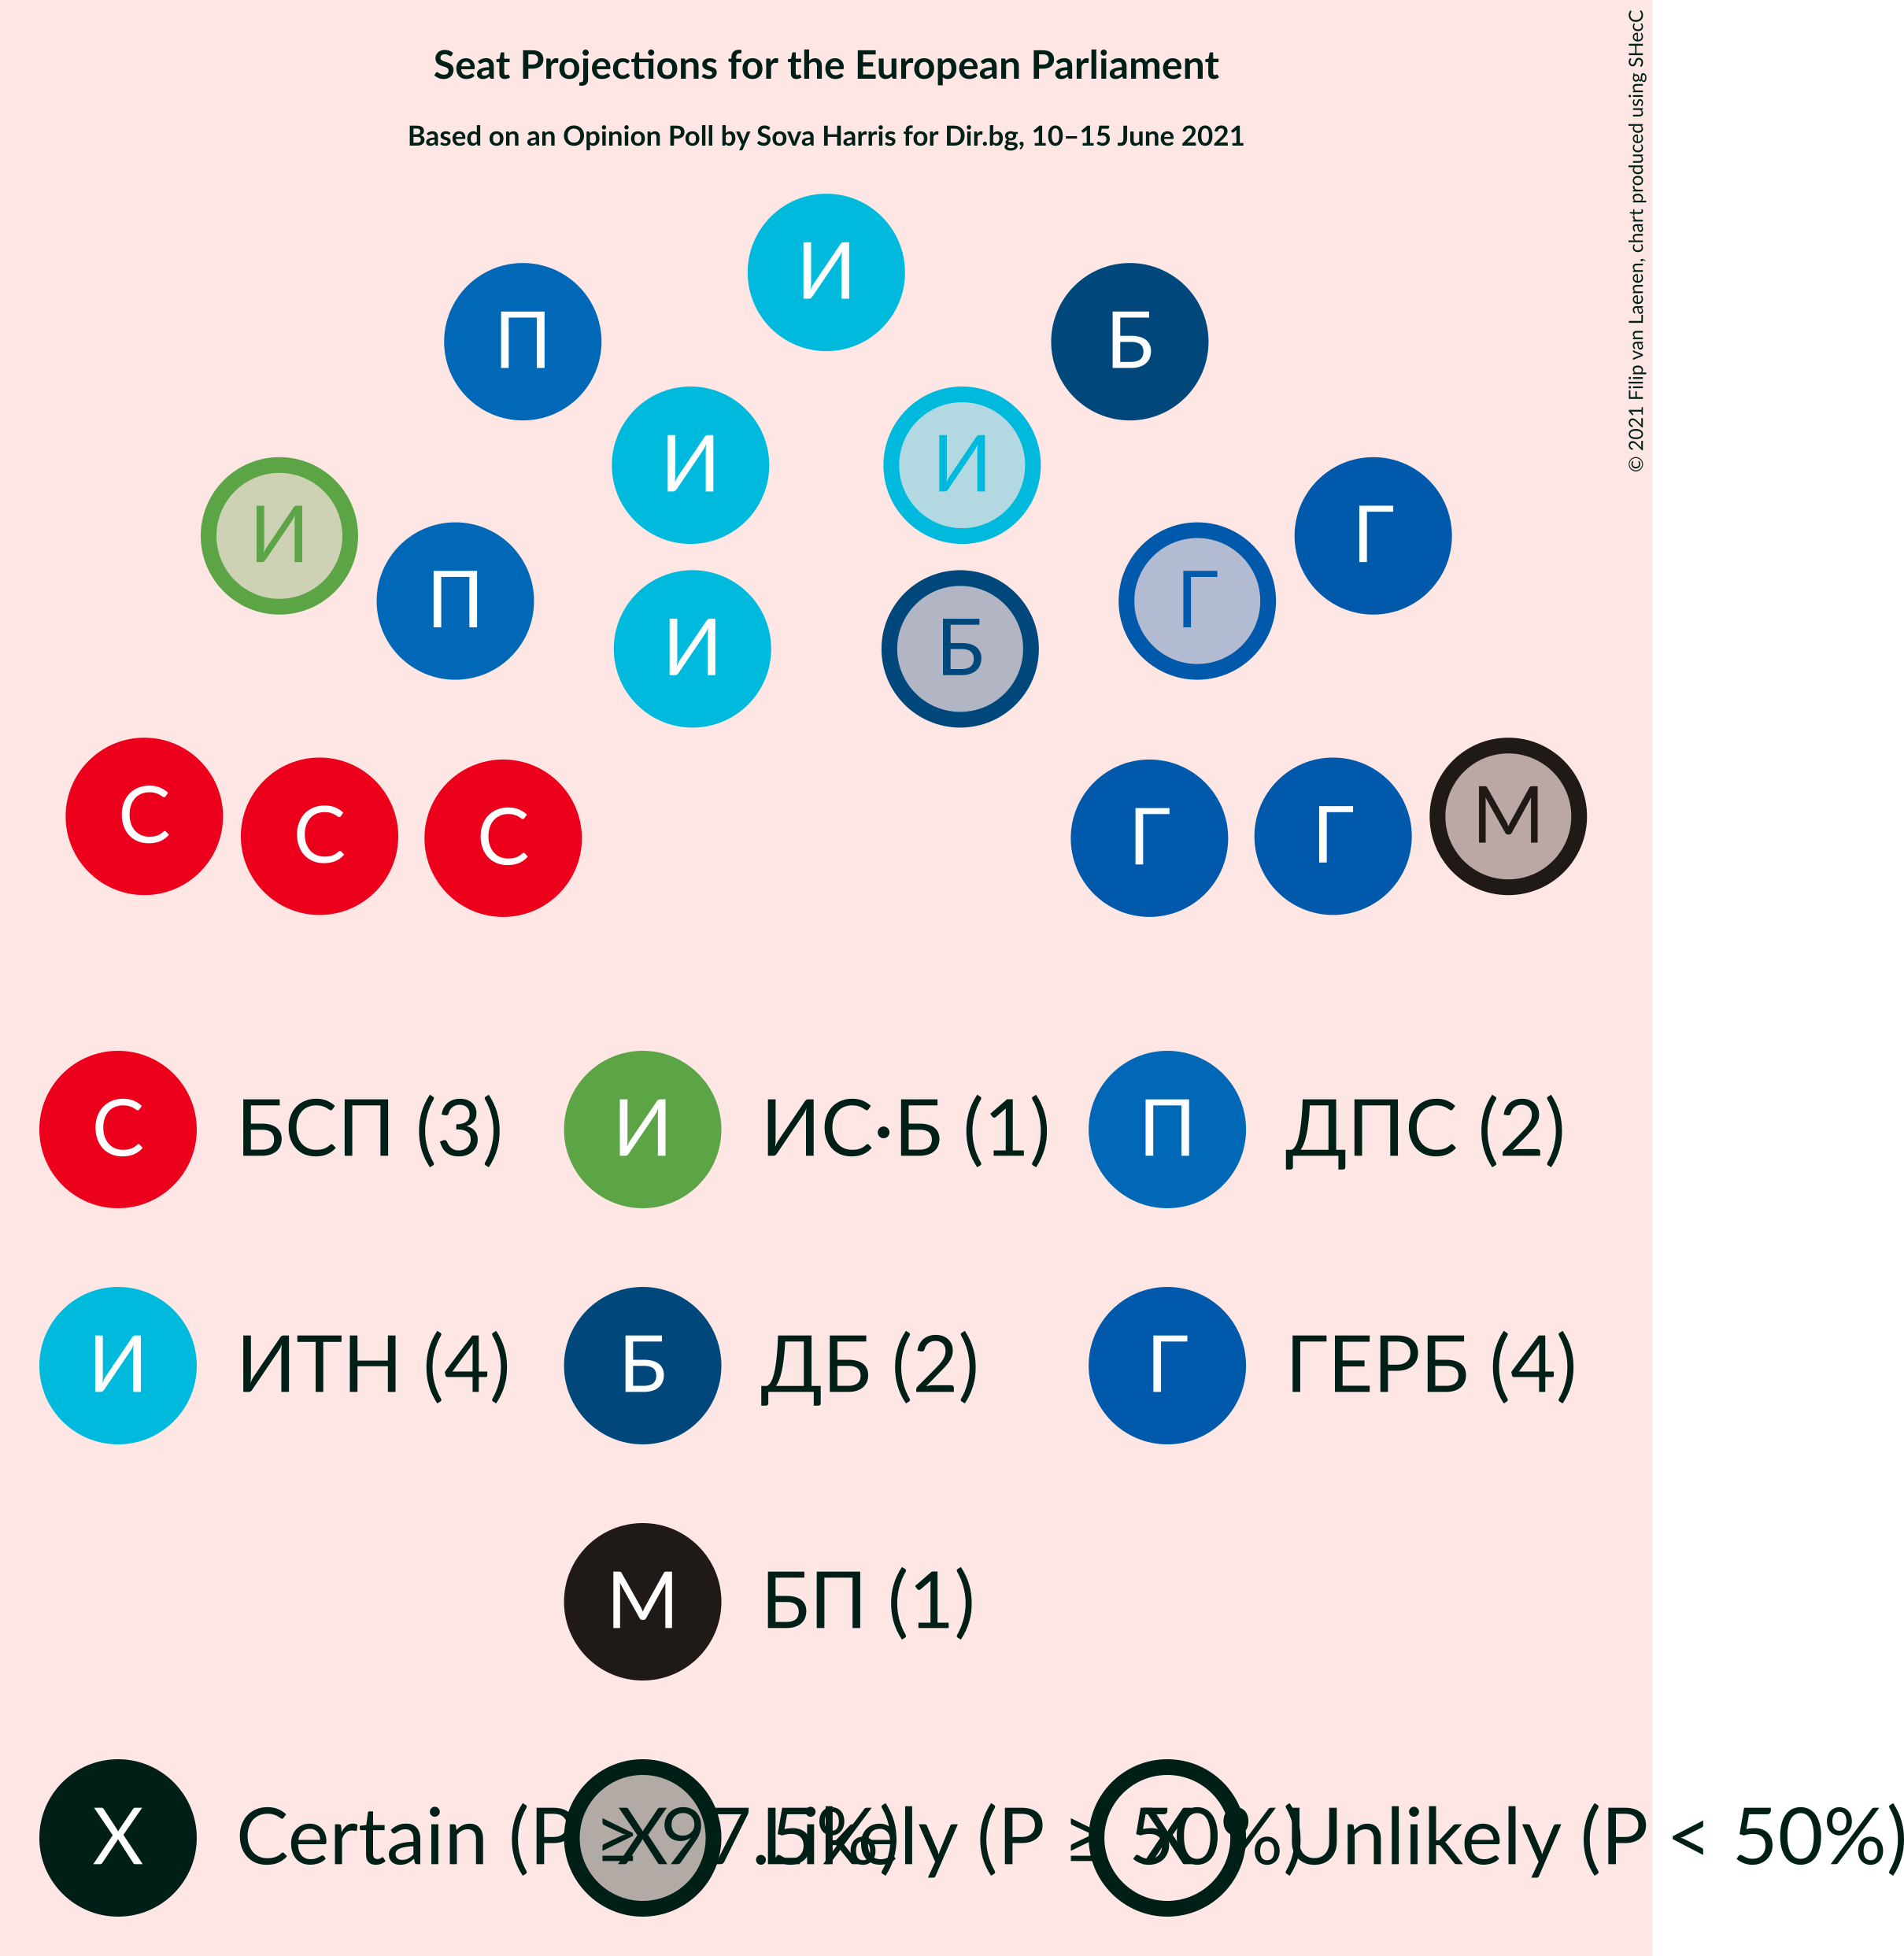 Seat Projections for the European Parliament
Based on an Opinion Poll by Sova Harris for Dir.bg, 10–15 June 2021
© 2021 Filip van Laenen, chart produced using SHecC
И
П Б
И И
И Г
П Г
И Б
С М
С С Г Г
С БСП (3) И ИС·Б (1) П ДПС (2)
И ИТН (4) Б ДБ (2) Г ГЕРБ (4)
М БП (1)
X Certain (P ≥ 97.5%) X Likely (P ≥ 50%) X Unlikely (P < 50%)